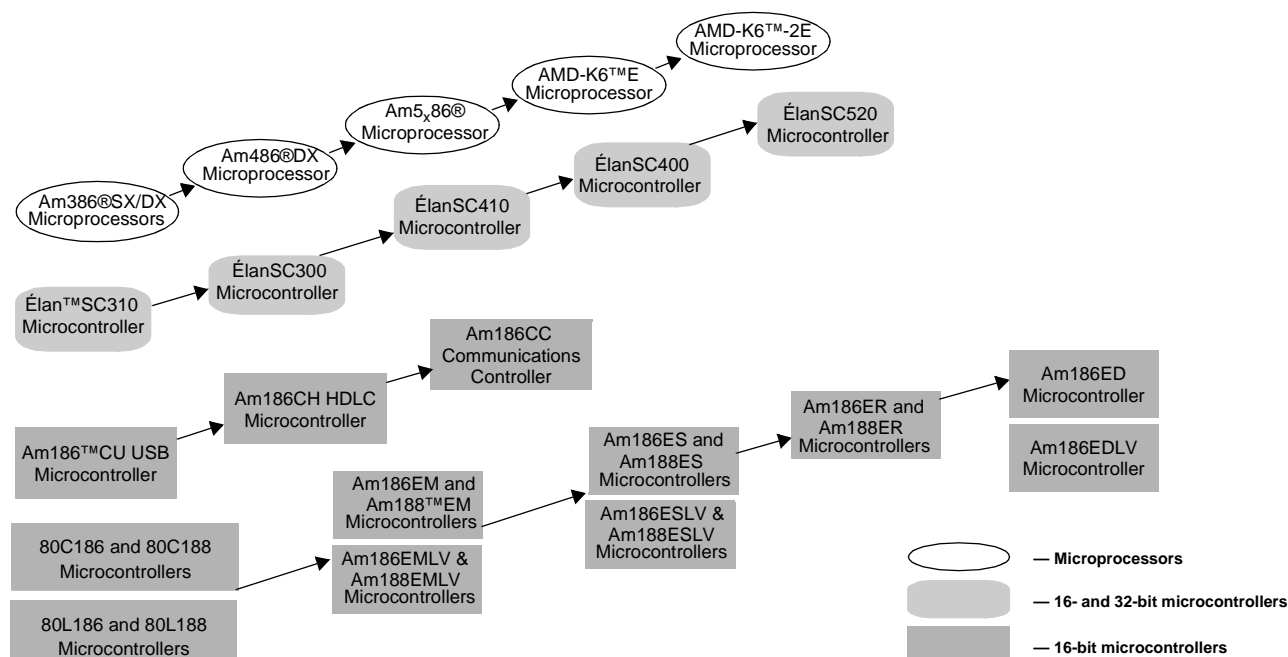 AMD-K6™-2E
Microprocessor
AMD-K6™E
Microprocessor
Am5x86®
Microprocessor
Am486®DX
Microprocessor
Am386®SX/DX
Microprocessors
ÉlanSC520
Microcontroller
ÉlanSC400
Microcontroller
ÉlanSC410
Microcontroller
ÉlanSC300
Microcontroller
Élan™SC310
Microcontroller
Am186CC
Communications
Controller
Am186CH HDLC
Microcontroller
Am186™CU USB
Microcontroller
Am186ED
Microcontroller
Am186EDLV
Microcontroller
Am186ER and
Am188ER
Microcontrollers
Am186ES and
Am188ES
Microcontrollers
Am186ESLV &
Am188ESLV
Microcontrollers
Am186EM and
Am188™EM
Microcontrollers
Am186EMLV &
Am188EMLV
Microcontrollers
80C186 and 80C188
Microcontrollers
80L186 and 80L188
Microcontrollers
— Microprocessors
— 16- and 32-bit microcontrollers
— 16-bit microcontrollers